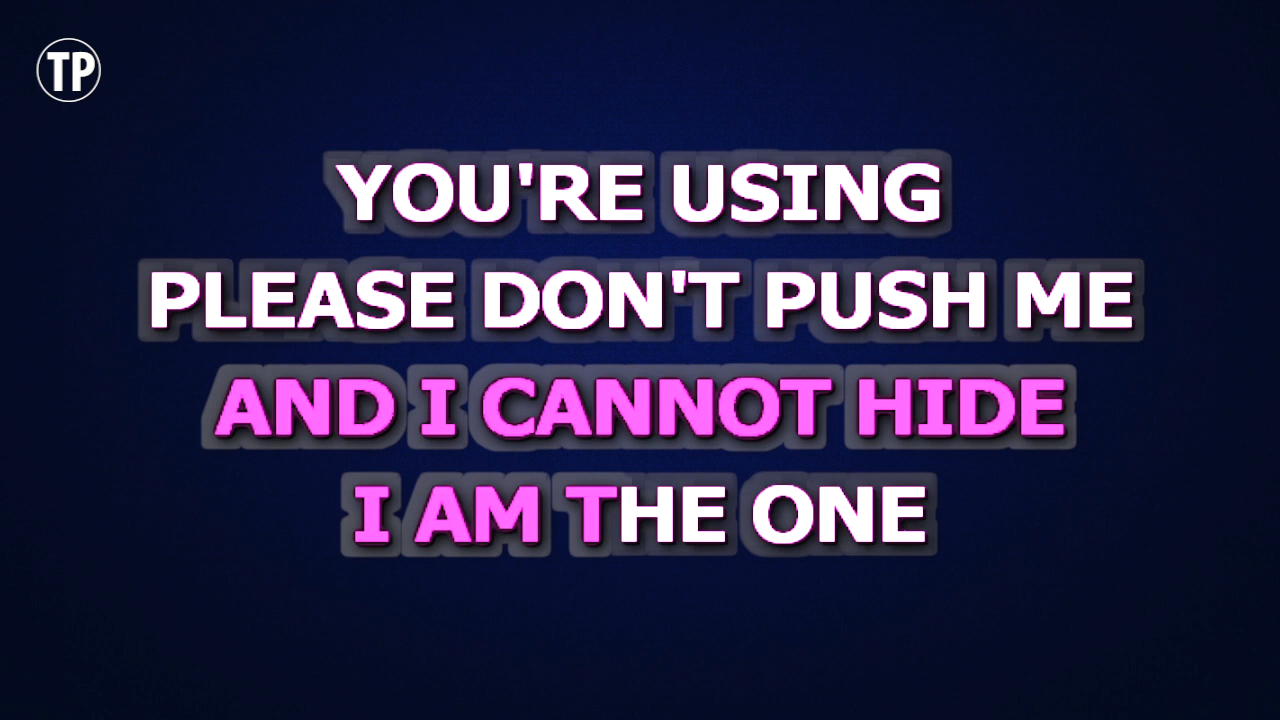 TP
YOU'RE USING
PLEASE DON'T PUSH ME
AND I CANNOT HIDE
I AM THE ONE